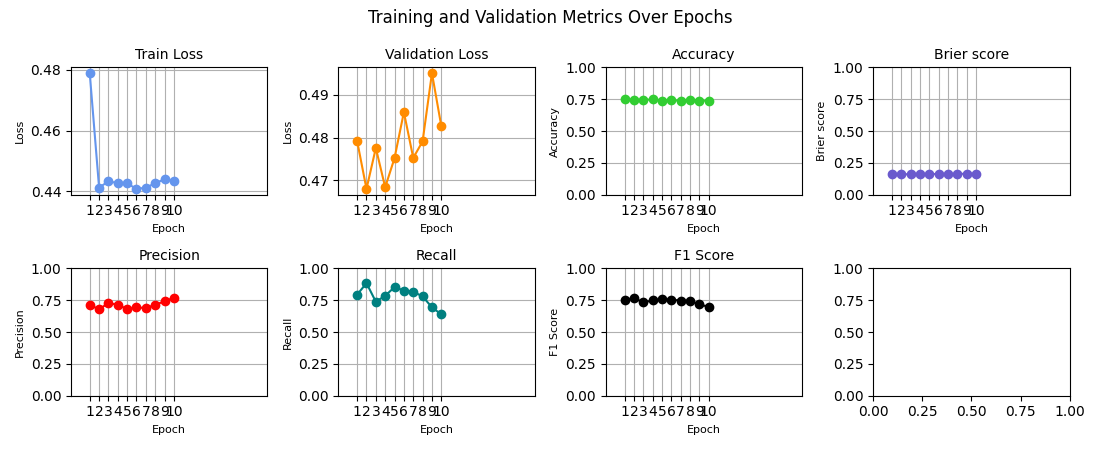 Training and Validation Metrics Over Epochs
Train Loss
Loss
0.48
0.46
0.44
1 2 3 4 5 6 7 8 9 10
Epoch
Validation Loss
Loss
0.49
0.48
0.47
1 2 3 4 5 6 7 8 9 10
Epoch
Accuracy
Accuracy
1.00
0.75
0.50
0.25
0.00
1 2 3 4 5 6 7 8 9 10
Epoch
Brier score
Brier score
1.00
0.75
0.50
0.25
0.00
1 2 3 4 5 6 7 8 9 10
Epoch
Precision
Precision
1.00
0.75
0.50
0.25
0.00
1 2 3 4 5 6 7 8 9 10
Epoch
Recall
Recall
1.00
0.75
0.50
0.25
0.00
1 2 3 4 5 6 7 8 9 10
Epoch
F1 Score
F1 Score
1.00
0.75
0.50
0.25
0.00
1 2 3 4 5 6 7 8 9 10
Epoch
1.00
0.75
0.50
0.25
0.00
0.00 0.25 0.50 0.75 1.00